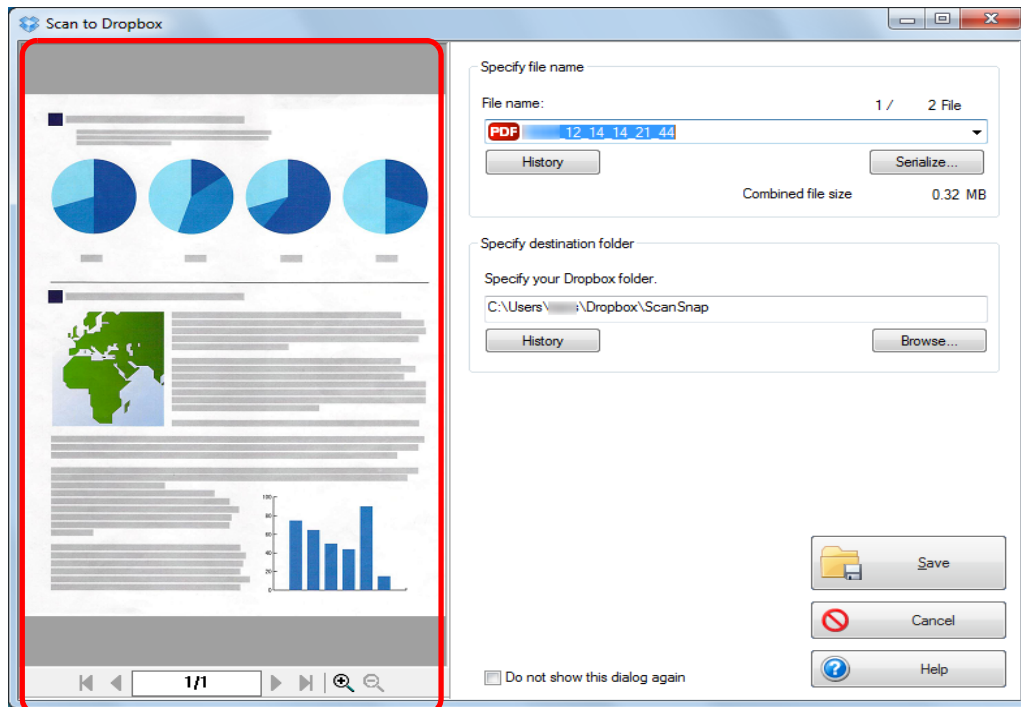 Scan to Dropbox
Specify file name
File name:
1 / 2 File
PDF _12_14_14_21_44
History
Serialize...
Combined file size 0.32 MB
Specify destination folder
Specify your Dropbox folder.
C:\Users\ \Dropbox\ScanSnap
History
Browse...
100
80
60
40
20
0
Save
Cancel
Help
1/1
Do not show this dialog again